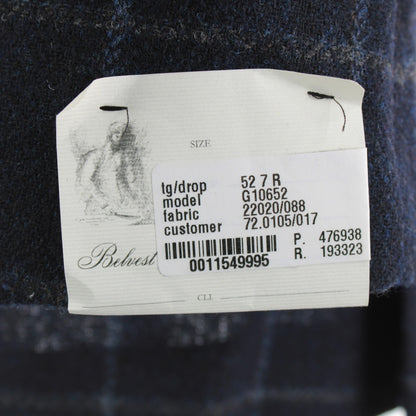 SIZE
tg/drop 52 7 R
model G10652
fabric 22020/088
customer 72.0105/017
P. 476938
R. 193323
0011549995
Belvest
CLI.